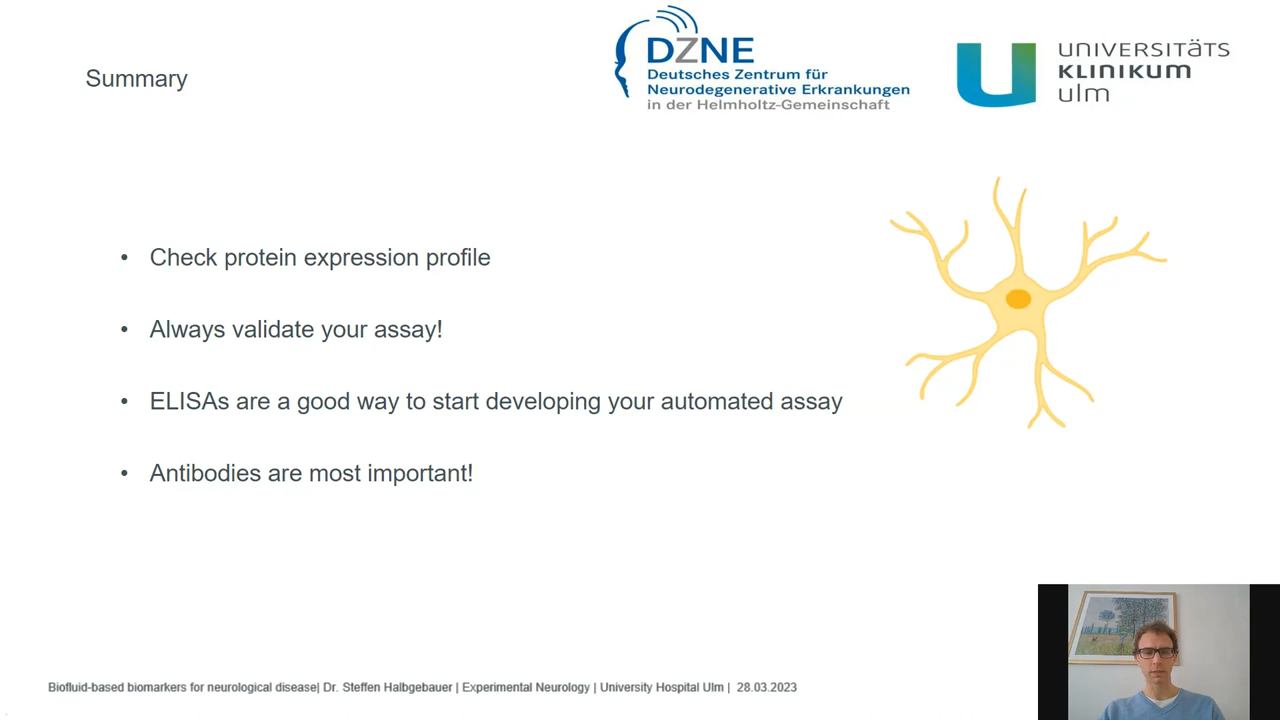 Summary
DZNE
Deutsches Zentrum für
Neurodegenerative Erkrankungen
in der Helmholtz-Gemeinschaft
UNIVERSITÄTS
KLINIKUM
ulm
• Check protein expression profile
• Always validate your assay!
• ELISAs are a good way to start developing your automated assay
• Antibodies are most important!
Biofluid-based biomarkers for neurological disease| Dr. Steffen Halbgebauer | Experimental Neurology | University Hospital Ulm | 28.03.2023